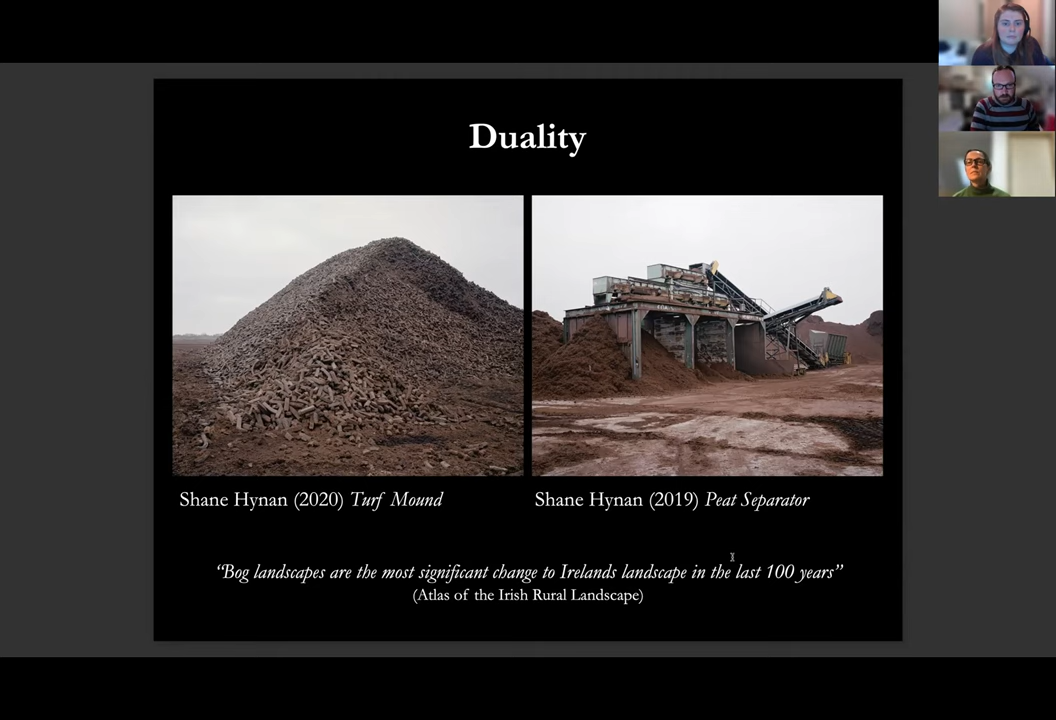 Duality
Shane Hynan (2020) Turf Mound
Shane Hynan (2019) Peat Separator
“Bog landscapes are the most significant change to Irelands landscape in the last 100 years”
(Atlas of the Irish Rural Landscape)